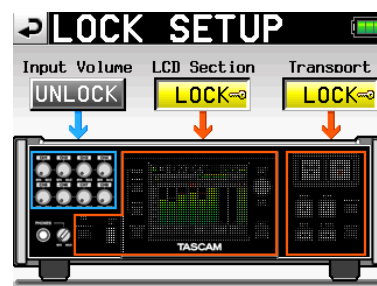 LOCK SETUP
Input Volume LCD Section Transport
UNLOCK LOCK LOCK
PHONES
TASCAM